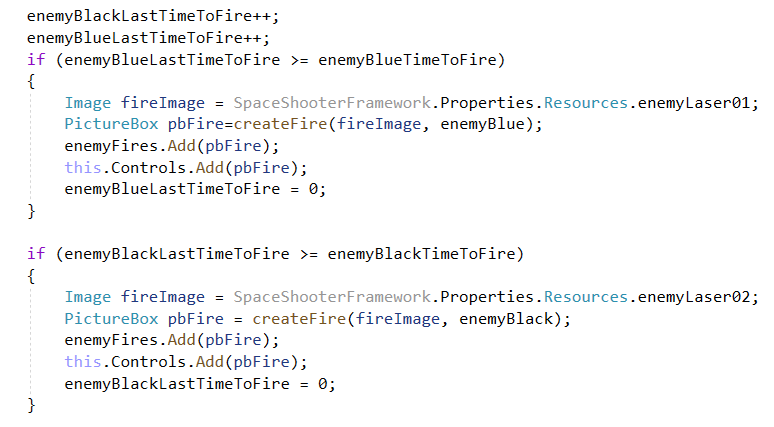 enemyBlackLastTimeToFire++;
enemyBlueLastTimeToFire++;
if (enemyBlueLastTimeToFire >= enemyBlueTimeToFire)
{
    Image fireImage = SpaceShooterFramework.Properties.Resources.enemyLaser01;
    PictureBox pbFire=createFire(fireImage, enemyBlue);
    enemyFires.Add(pbFire);
    this.Controls.Add(pbFire);
    enemyBlueLastTimeToFire = 0;
}

if (enemyBlackLastTimeToFire >= enemyBlackTimeToFire)
{
    Image fireImage = SpaceShooterFramework.Properties.Resources.enemyLaser02;
    PictureBox pbFire = createFire(fireImage, enemyBlack);
    enemyFires.Add(pbFire);
    this.Controls.Add(pbFire);
    enemyBlackLastTimeToFire = 0;
}